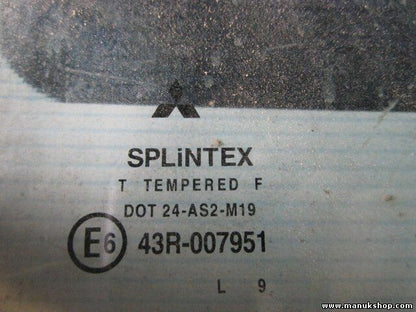 SPLiNTEX
T TEMPERED F
DOT 24-AS2-M19
E6 43R-007951
L 9
www.manukshop.com